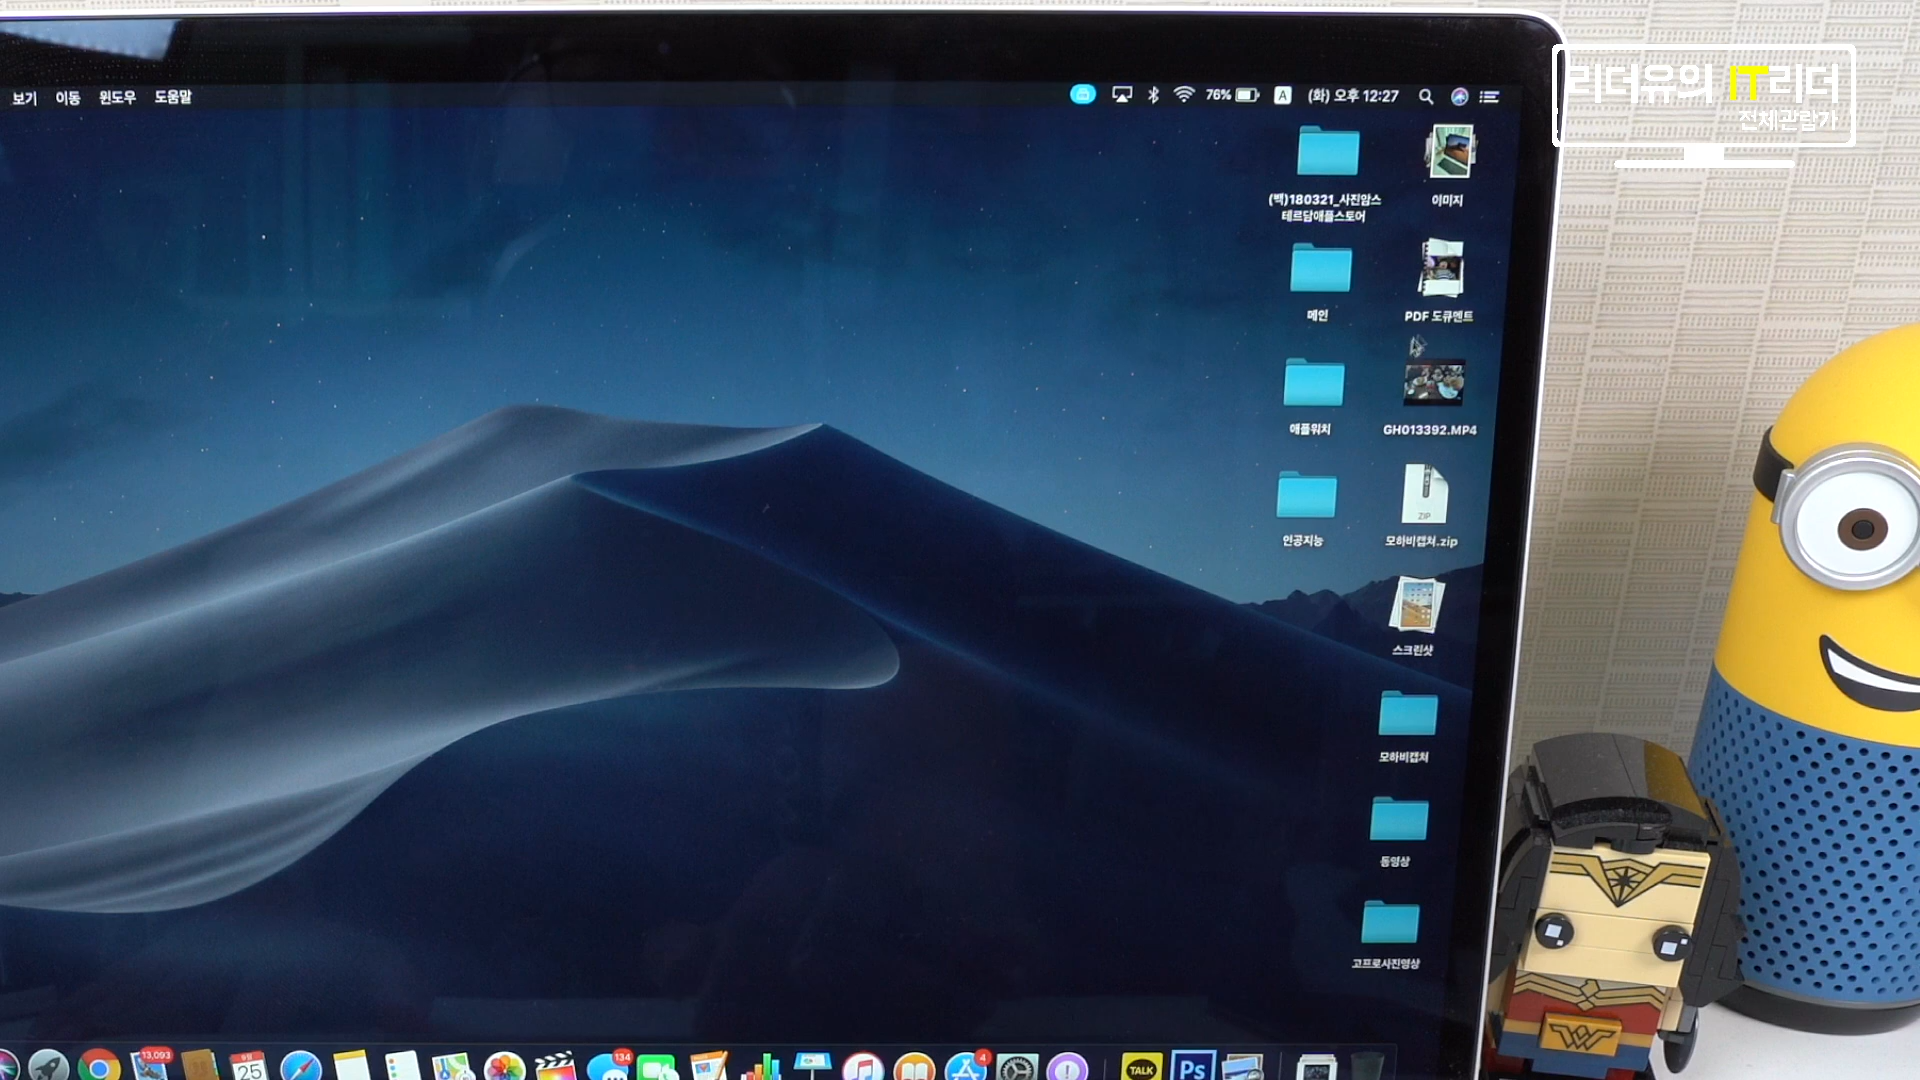 보기 이동 윈도우 도움말
76% A (화) 오후 12:27
리더유의 IT리더
전체관람가
(백)180321_사진암스
테르담애플스토어
이미지
메인
PDF 도큐멘트
애플워치
GH013392.MP4
ZIP
인공지능
모하비캡쳐.zip
스크린샷
모하비캡처
동영상
고프로사진영상
13,093
9월
25
134
4
TALK
Ps